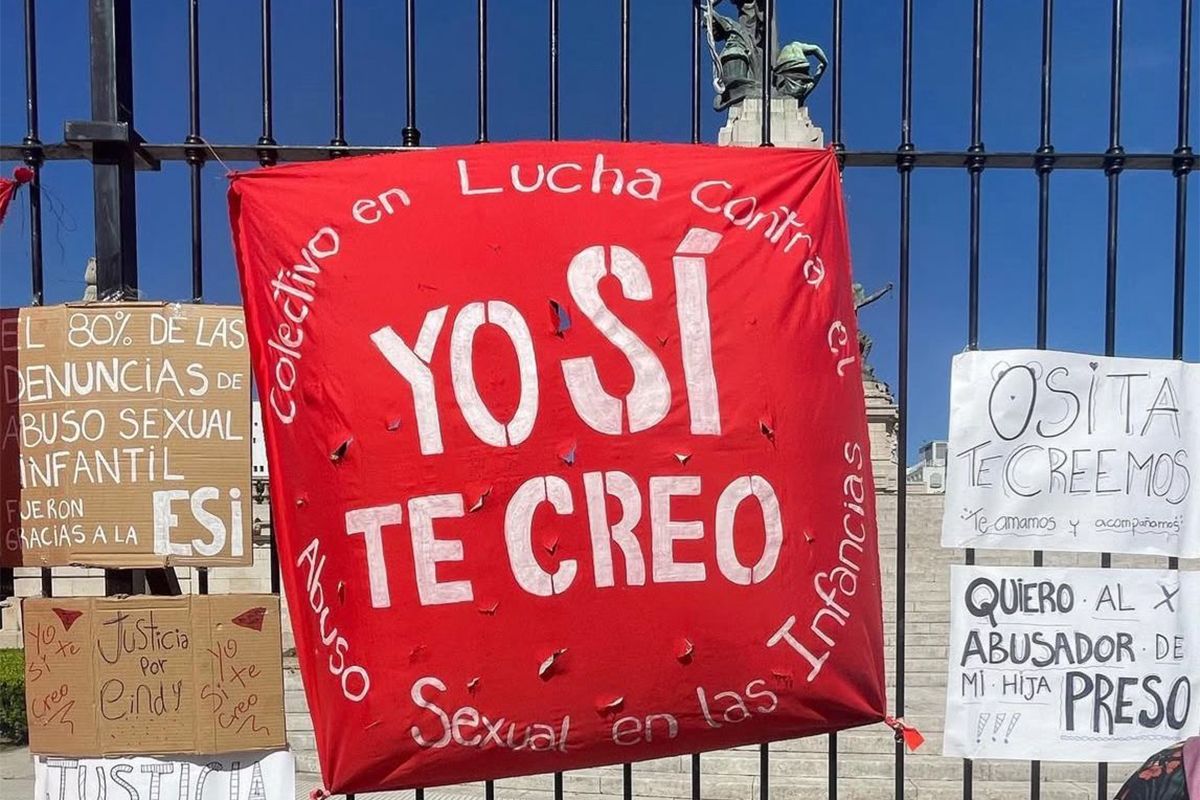 Colectivo en Lucha Contra el
Abuso Sexual en las Infancias
YO SÍ
TE CREO
EL 80% DE LAS
DENUNCIAS DE
ABUSO SEXUAL
INFANTIL
FUERON
GRACIAS A LA
ESi
Yo
Si te
Creo
Justicia
por
Cindy
Yo
Si te
Creo
JUSTICIA
OSITA
TE CREEMOS
"Te amamos y acompañamos"
QUIERO AL X
ABUSADOR DE
MI HIJA PRESO
!!!